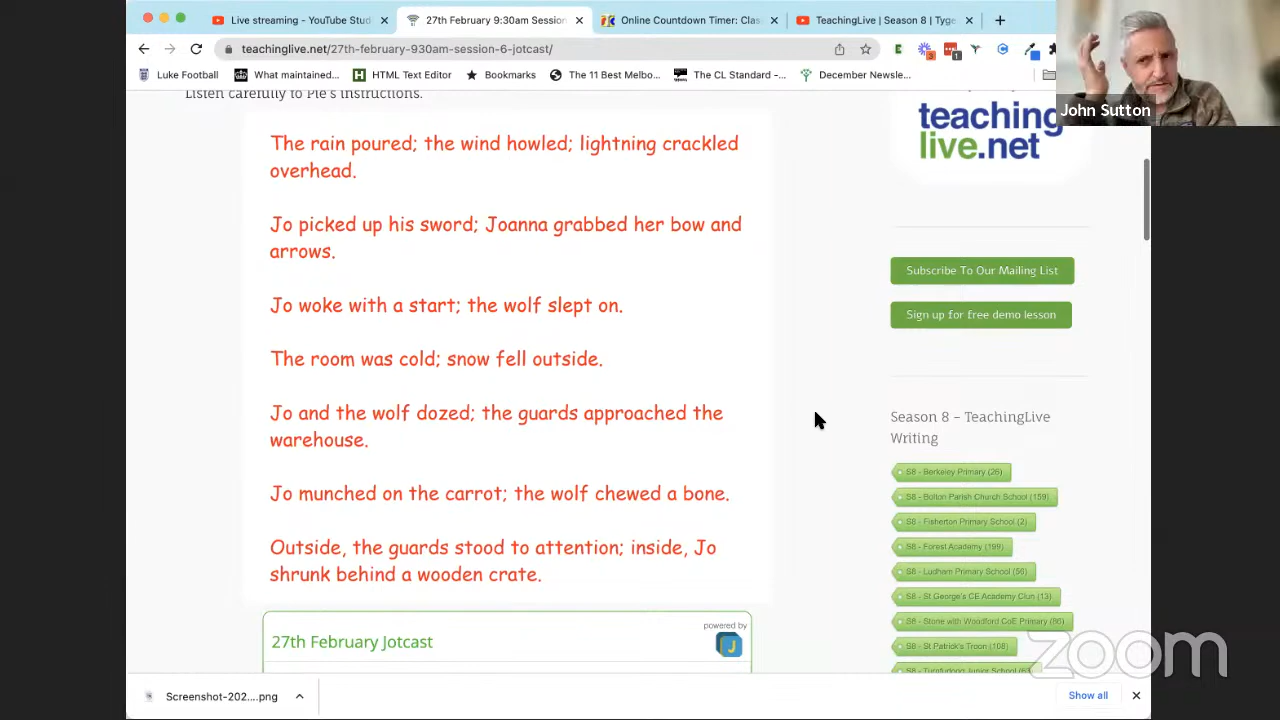 Live streaming - YouTube Stud
27th February 9:30am Session
Online Countdown Timer: Clas
TeachingLive | Season 8 | Tyge
teachinglive.net/27th-february-930am-session-6-jotcast/
3
1
Luke Football
What maintained...
H
HTML Text Editor
Bookmarks
The 11 Best Melbo...
The CL Standard -...
December Newsle...
John Sutton
Listen carefully to Pie's instructions.
The rain poured; the wind howled; lightning crackled
overhead.
Jo picked up his sword; Joanna grabbed her bow and
arrows.
Jo woke with a start; the wolf slept on.
The room was cold; snow fell outside.
Jo and the wolf dozed; the guards approached the
warehouse.
Jo munched on the carrot; the wolf chewed a bone.
Outside, the guards stood to attention; inside, Jo
shrunk behind a wooden crate.
27th February Jotcast
powered by
J
teaching
live.net
Subscribe To Our Mailing List
Sign up for free demo lesson
Season 8 – TeachingLive
Writing
S8 - Berkeley Primary (26)
S8 - Bolton Parish Church School (159)
S8 - Fisherton Primary School (2)
S8 - Forest Academy (199)
S8 - Ludham Primary School (56)
S8 - St George's CE Academy Clun (13)
S8 - Stone with Woodford CoE Primary (85)
S8 - St Patrick's Troon (108)
zoom
Screenshot-202....png
Show all